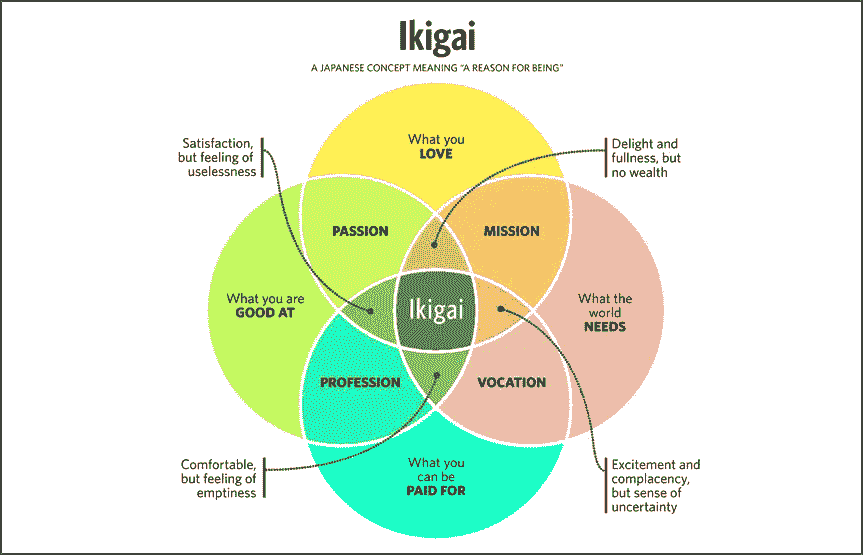 Ikigai
A JAPANESE CONCEPT MEANING “A REASON FOR BEING”
Satisfaction,
but feeling of
uselessness
What you
LOVE
Delight and
fullness, but
no wealth
PASSION
MISSION
What you are
GOOD AT
Ikigai
What the
world
NEEDS
PROFESSION
VOCATION
Comfortable,
but feeling of
emptiness
What you
can be
PAID FOR
Excitement and
complacency,
but sense of
uncertainty